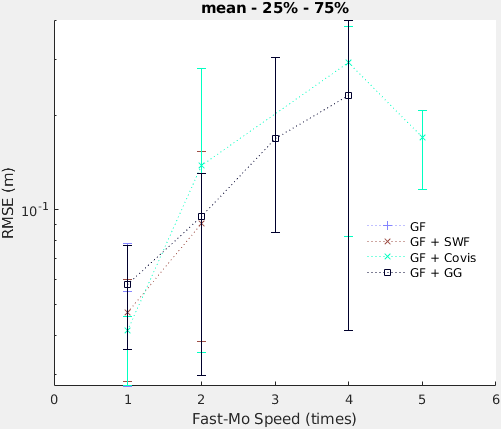 mean - 25% - 75%
RMSE (m)
10-1
GF
GF + SWF
GF + Covis
GF + GG
0 1 2 3 4 5 6
Fast-Mo Speed (times)